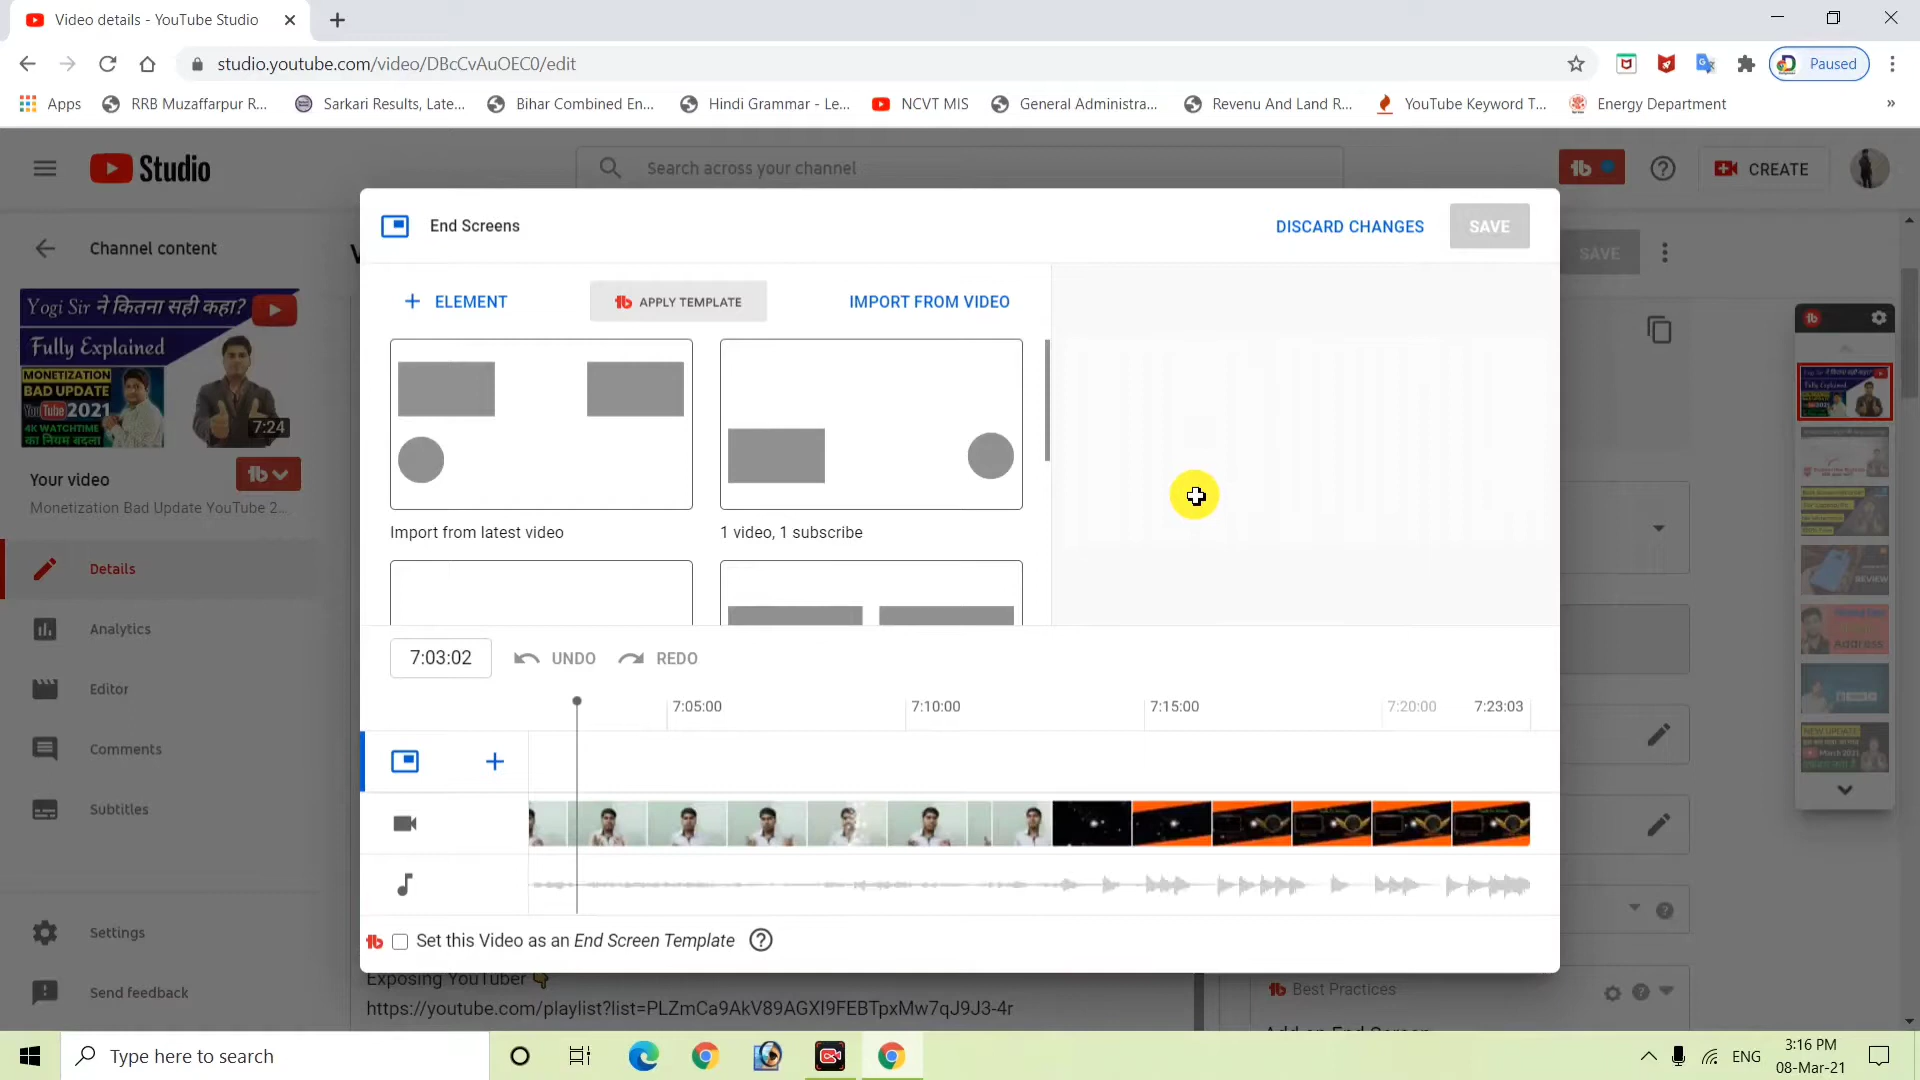 Video details - YouTube Studio
studio.youtube.com/video/DBcCvAuOEC0/edit
Paused
Apps
RRB Muzaffarpur R...
Sarkari Results, Late...
Bihar Combined En...
Hindi Grammar - Le...
NCVT MIS
General Administra...
Revenu And Land R...
YouTube Keyword T...
Energy Department
»
Studio
Search across your channel
CREATE
Channel content
SAVE
Yogi Sir ने कितना सही कहा?
Fully Explained
MONETIZATION
BAD UPDATE
YouTube 2021
4K WATCHTIME
का नियम बदला
7:24
Your video
Monetization Bad Update YouTube 2...
Details
Analytics
Editor
Comments
Subtitles
Settings
Send feedback
End Screens
DISCARD CHANGES
SAVE
+ ELEMENT
APPLY TEMPLATE
IMPORT FROM VIDEO
Import from latest video
1 video, 1 subscribe
7:03:02
UNDO
REDO
7:05:00
7:10:00
7:15:00
7:20:00
7:23:03
Set this Video as an End Screen Template
Exposing YouTuber
https://youtube.com/playlist?list=PLZmCa9AkV89AGXI9FEBTpxMw7qJ9J3-4r
Best Practices
Type here to search
ENG
3:16 PM
08-Mar-21